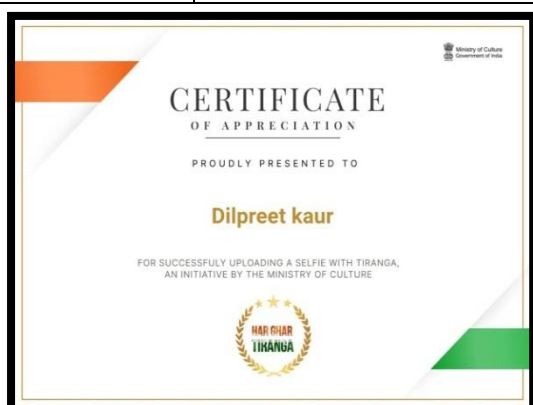 Ministry of Culture
Government of India
CERTIFICATE
OF APPRECIATION
PROUDLY PRESENTED TO
Dilpreet kaur
FOR SUCCESSFULY UPLOADING A SELFIE WITH TIRANGA,
AN INITIATIVE BY THE MINISTRY OF CULTURE
HAR GHAR
TIRANGA